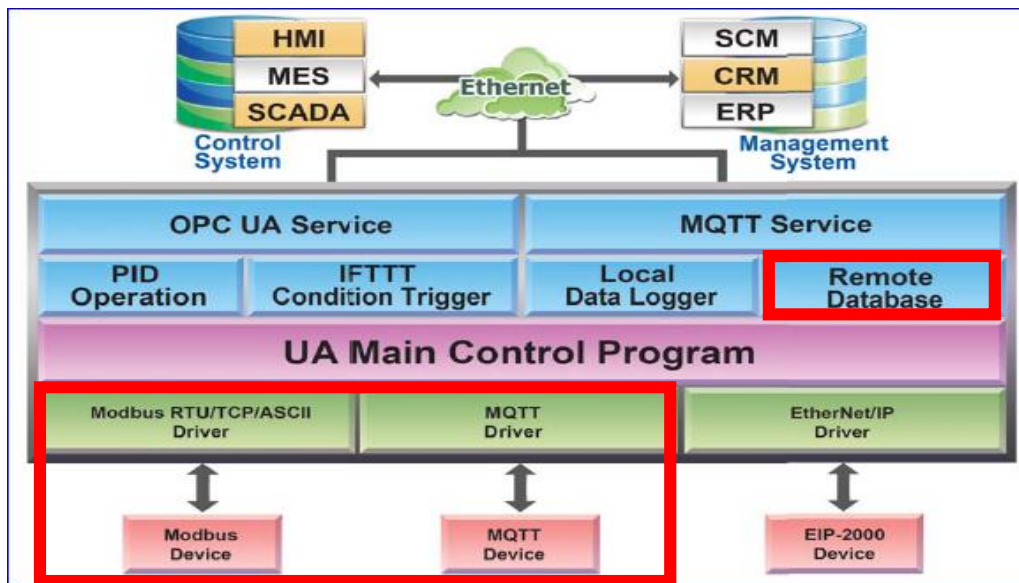 HMI
MES
SCADA
Control
System
Ethernet
SCM
CRM
ERP
Management
System
OPC UA Service
MQTT Service
PID
Operation
IFTTT
Condition Trigger
Local
Data Logger
Remote
Database
UA Main Control Program
Modbus RTU/TCP/ASCII
Driver
MQTT
Driver
EtherNet/IP
Driver
Modbus
Device
MQTT
Device
EIP-2000
Device